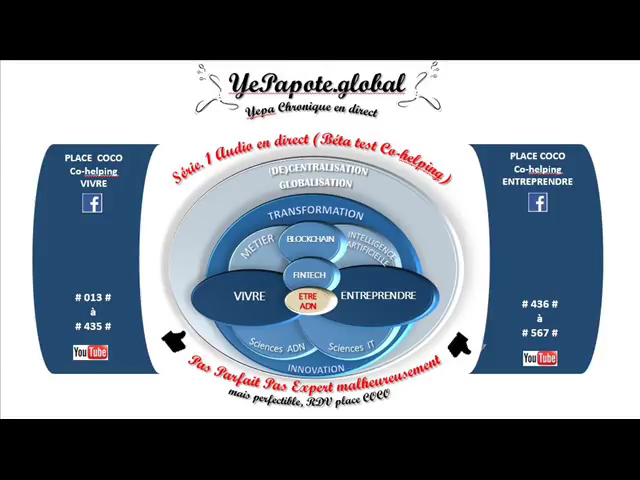 YePapote.global
Yepa Chronique en direct
Série.1 Audio en direct (Béta test Co-helping)
PLACE COCO
Co-helping
VIVRE
f
# 013 #
à
# 435 #
YouTube
(DE)CENTRALISATION
GLOBALISATION
TRANSFORMATION
METIER
BLOCKCHAIN
INTELLIGENCE
ARTIFICIELLE
FINTECH
VIVRE
ETRE
ADN
ENTREPRENDRE
Sciences ADN
Sciences IT
INNOVATION
PLACE COCO
Co-helping
ENTREPRENDRE
f
# 436 #
à
# 567 #
YouTube
Pas Parfait Pas Expert malheureusement
mais perfectible, RDV place COCO